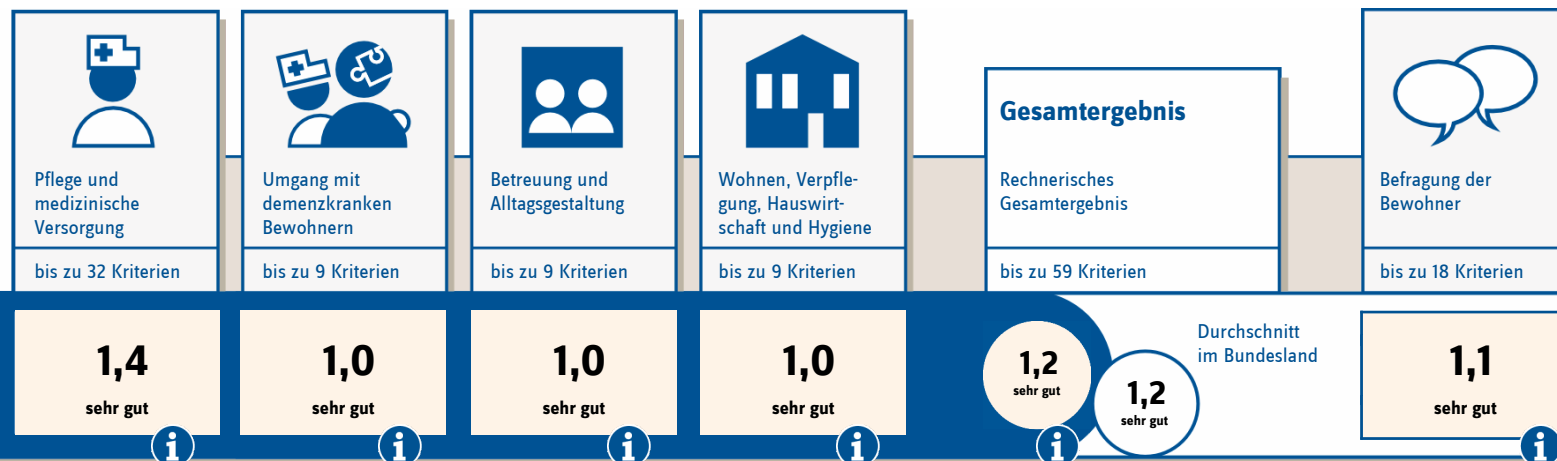 Pflege und
medizinische
Versorgung
bis zu 32 Kriterien
1,4
sehr gut
i
Umgang mit
demenzkranken
Bewohnern
bis zu 9 Kriterien
1,0
sehr gut
i
Betreuung und
Alltagsgestaltung
bis zu 9 Kriterien
1,0
sehr gut
i
Wohnen, Verpfle-
gung, Hauswirt-
schaft und Hygiene
bis zu 9 Kriterien
1,0
sehr gut
i
Gesamtergebnis
Rechnerisches
Gesamtergebnis
bis zu 59 Kriterien
1,2
sehr gut
i
Durchschnitt
im Bundesland
1,2
sehr gut
Befragung der
Bewohner
bis zu 18 Kriterien
1,1
sehr gut
i